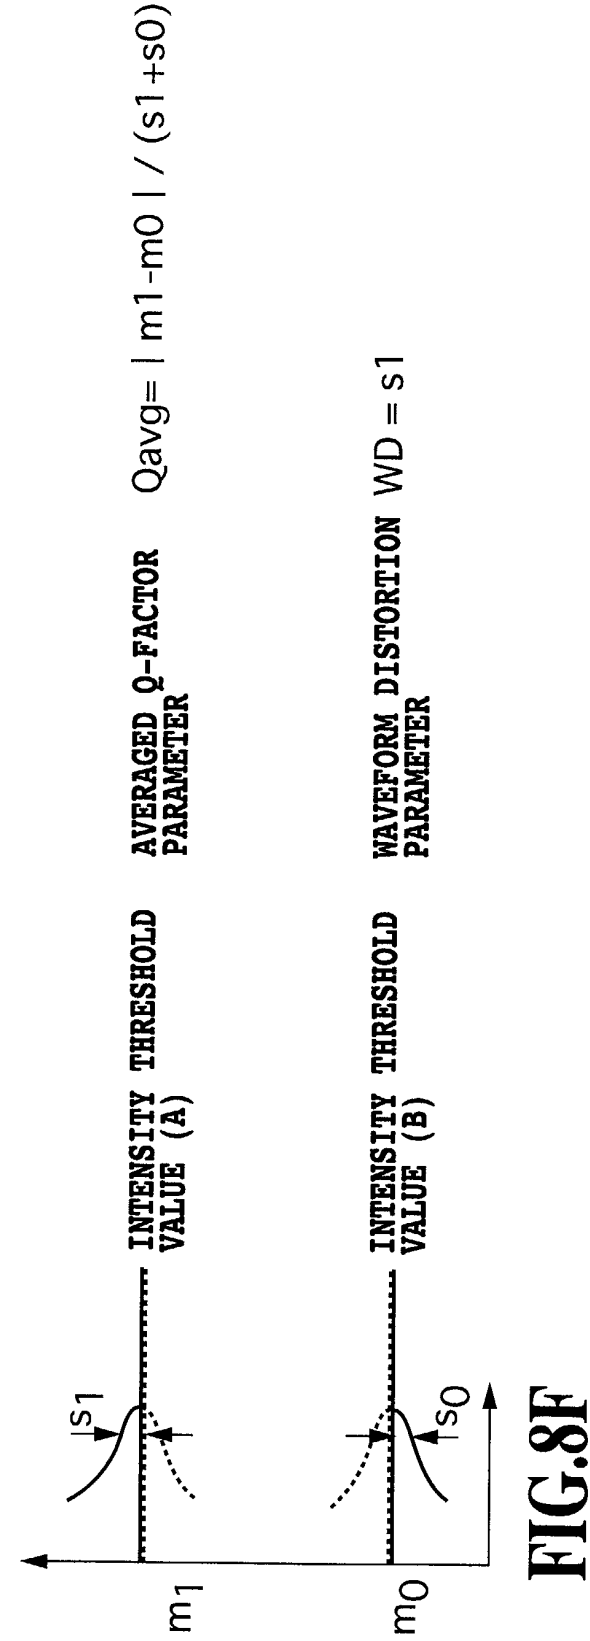 s1
m1
INTENSITY THRESHOLD
VALUE (A)
AVERAGED Q-FACTOR
PARAMETER
Qavg= | m1-m0 | / (s1+s0)
m0
s0
INTENSITY THRESHOLD
VALUE (B)
WAVEFORM DISTORTION
PARAMETER
WD = s1
FIG.8F